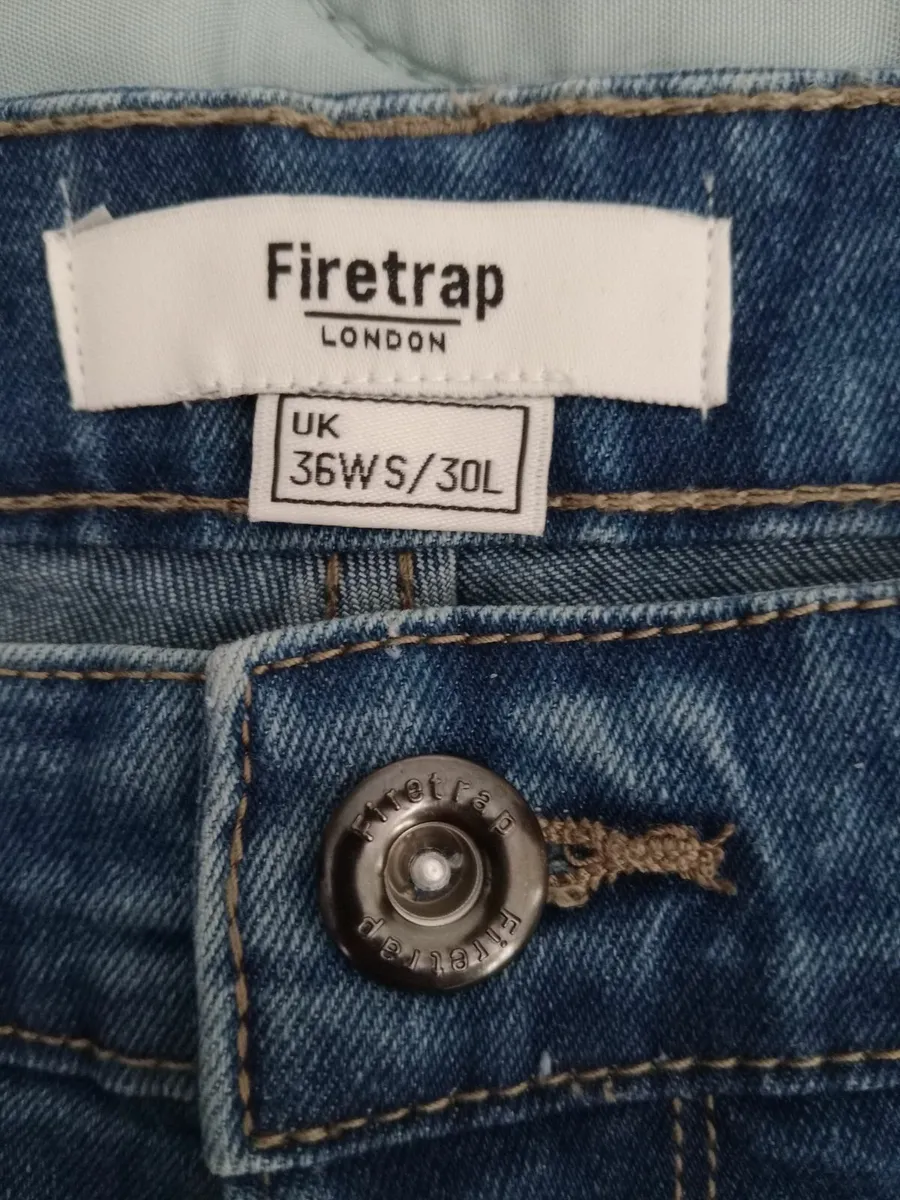 Firetrap
LONDON
UK
36W S/30L
Firetrap
Firetrap